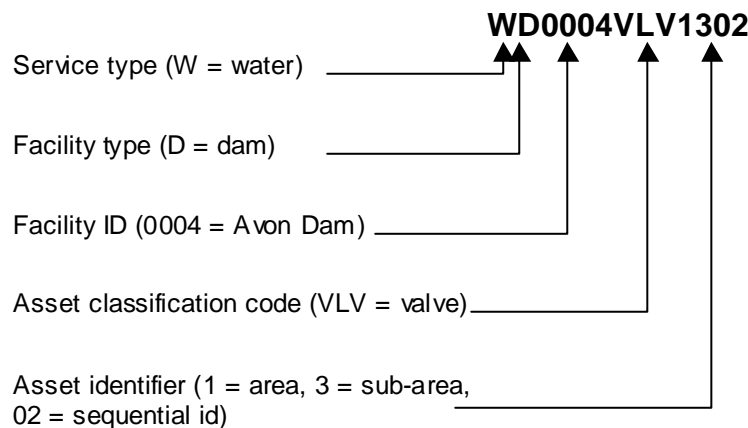 WD0004VLV1302
Service type (W = water)
Facility type (D = dam)
Facility ID (0004 = Avon Dam)
Asset classification code (VLV = valve)
Asset identifier (1 = area, 3 = sub-area,
02 = sequential id)